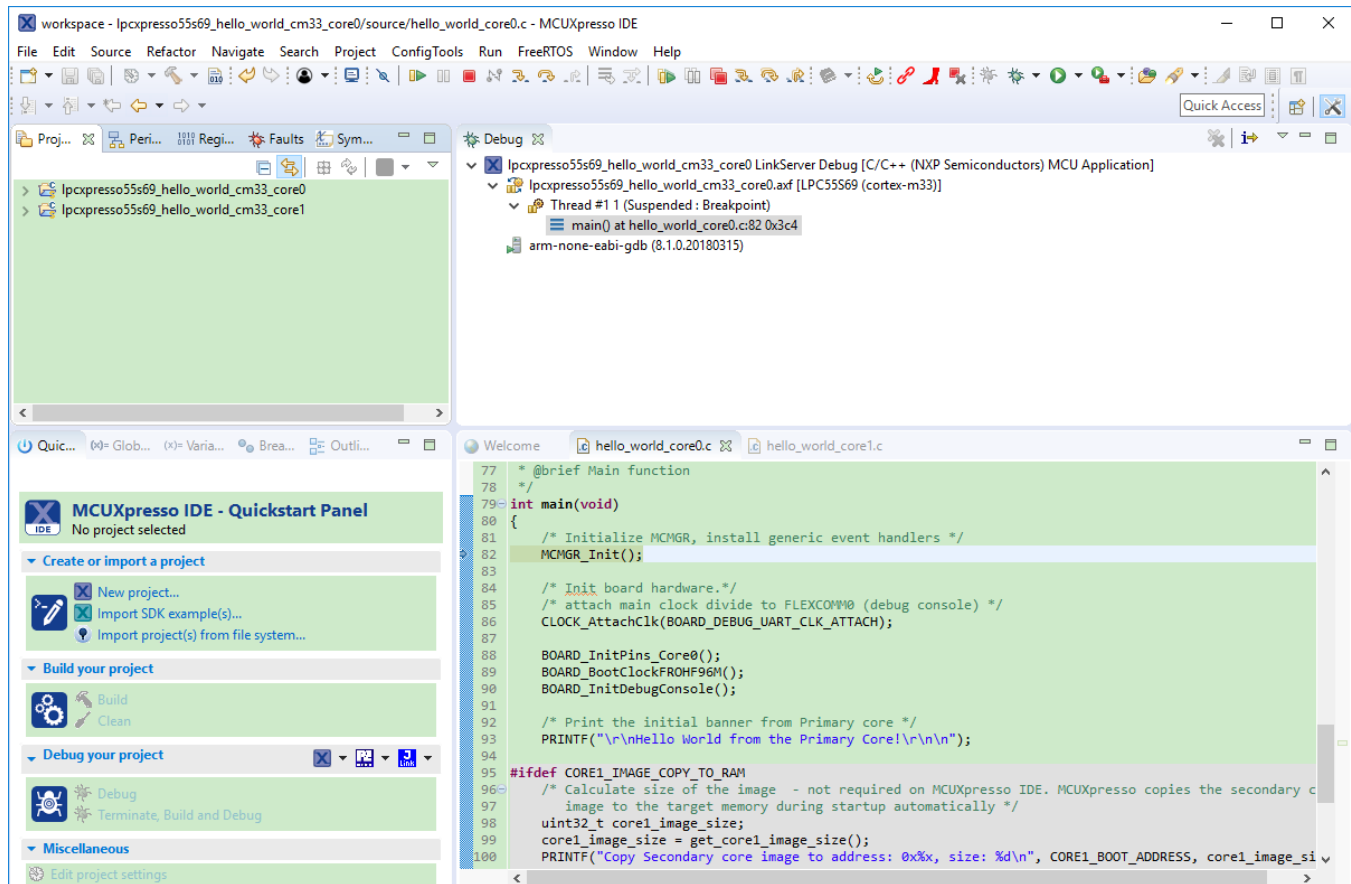 workspace - lpcxpresso55s69_hello_world_cm33_core0/source/hello_world_core0.c - MCUXpresso IDE
File Edit Source Refactor Navigate Search Project ConfigTools Run FreeRTOS Window Help
Quick Access
Proj... Peri... Regi... Faults Sym...
Debug
lpcxpresso55s69_hello_world_cm33_core0
lpcxpresso55s69_hello_world_cm33_core1
lpcxpresso55s69_hello_world_cm33_core0 LinkServer Debug [C/C++ (NXP Semiconductors) MCU Application]
lpcxpresso55s69_hello_world_cm33_core0.axf [LPC55S69 (cortex-m33)]
Thread #1 1 (Suspended : Breakpoint)
main() at hello_world_core0.c:82 0x3c4
arm-none-eabi-gdb (8.1.0.20180315)
Quic... (x)= Glob... (x)= Varia... Brea... Outli...
IDE
MCUXpresso IDE - Quickstart Panel
No project selected
Create or import a project
New project...
Import SDK example(s)...
Import project(s) from file system...
Build your project
Build
Clean
Debug your project
Debug
Terminate, Build and Debug
Miscellaneous
Edit project settings
Welcome hello_world_core0.c hello_world_core1.c
77 * @brief Main function
78 */
79 int main(void)
80 {
81 /* Initialize MCMGR, install generic event handlers */
82 MCMGR_Init();
83
84 /* Init board hardware.*/
85 /* attach main clock divide to FLEXCOMM0 (debug console) */
86 CLOCK_AttachClk(BOARD_DEBUG_UART_CLK_ATTACH);
87
88 BOARD_InitPins_Core0();
89 BOARD_BootClockFROHF96M();
90 BOARD_InitDebugConsole();
91
92 /* Print the initial banner from Primary core */
93 PRINTF("\r\nHello World from the Primary Core!\r\n\n");
94
95 #ifdef CORE1_IMAGE_COPY_TO_RAM
96 /* Calculate size of the image - not required on MCUXpresso IDE. MCUXpresso copies the secondary c
97 image to the target memory during startup automatically */
98 uint32_t core1_image_size;
99 core1_image_size = get_core1_image_size();
100 PRINTF("Copy Secondary core image to address: 0x%x, size: %d\n", CORE1_BOOT_ADDRESS, core1_image_si